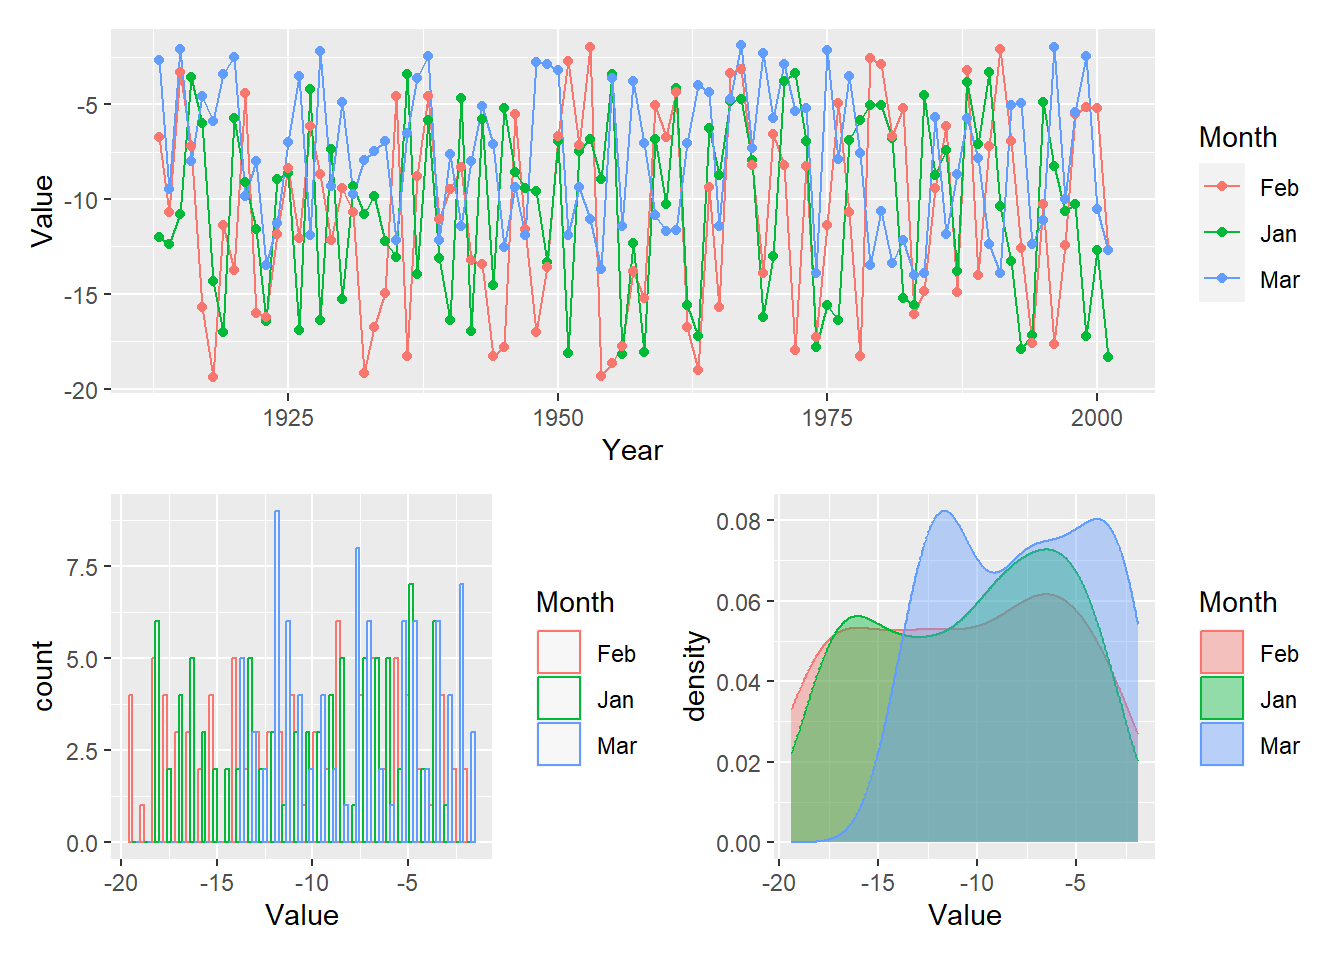 Value
-5
-10
-15
-20
1925 1950 1975 2000
Year
Month
Feb
Jan
Mar
count
7.5
5.0
2.5
0.0
-20 -15 -10 -5
Value
Month
Feb
Jan
Mar
density
0.08
0.06
0.04
0.02
0.00
-20 -15 -10 -5
Value
Month
Feb
Jan
Mar